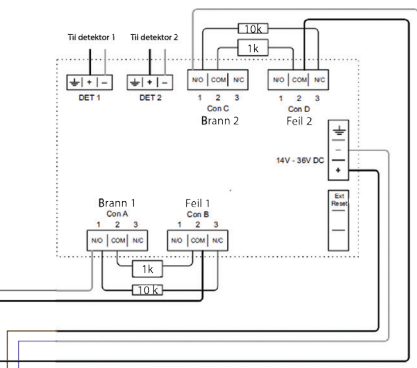 Til detektor 1 Til detektor 2
10k
1k
+ -
+ -
N/O COM N/C
N/O COM N/C
DET 1 DET 2
1 2 3
1 2 3
Con C Con D
Brann 2 Feil 2
-
14V - 36V DC
+
Ext
Reset
Brann 1 Feil 1
Con A Con B
1 2 3 1 2 3
N/O COM N/C N/O COM N/C
1k
10k